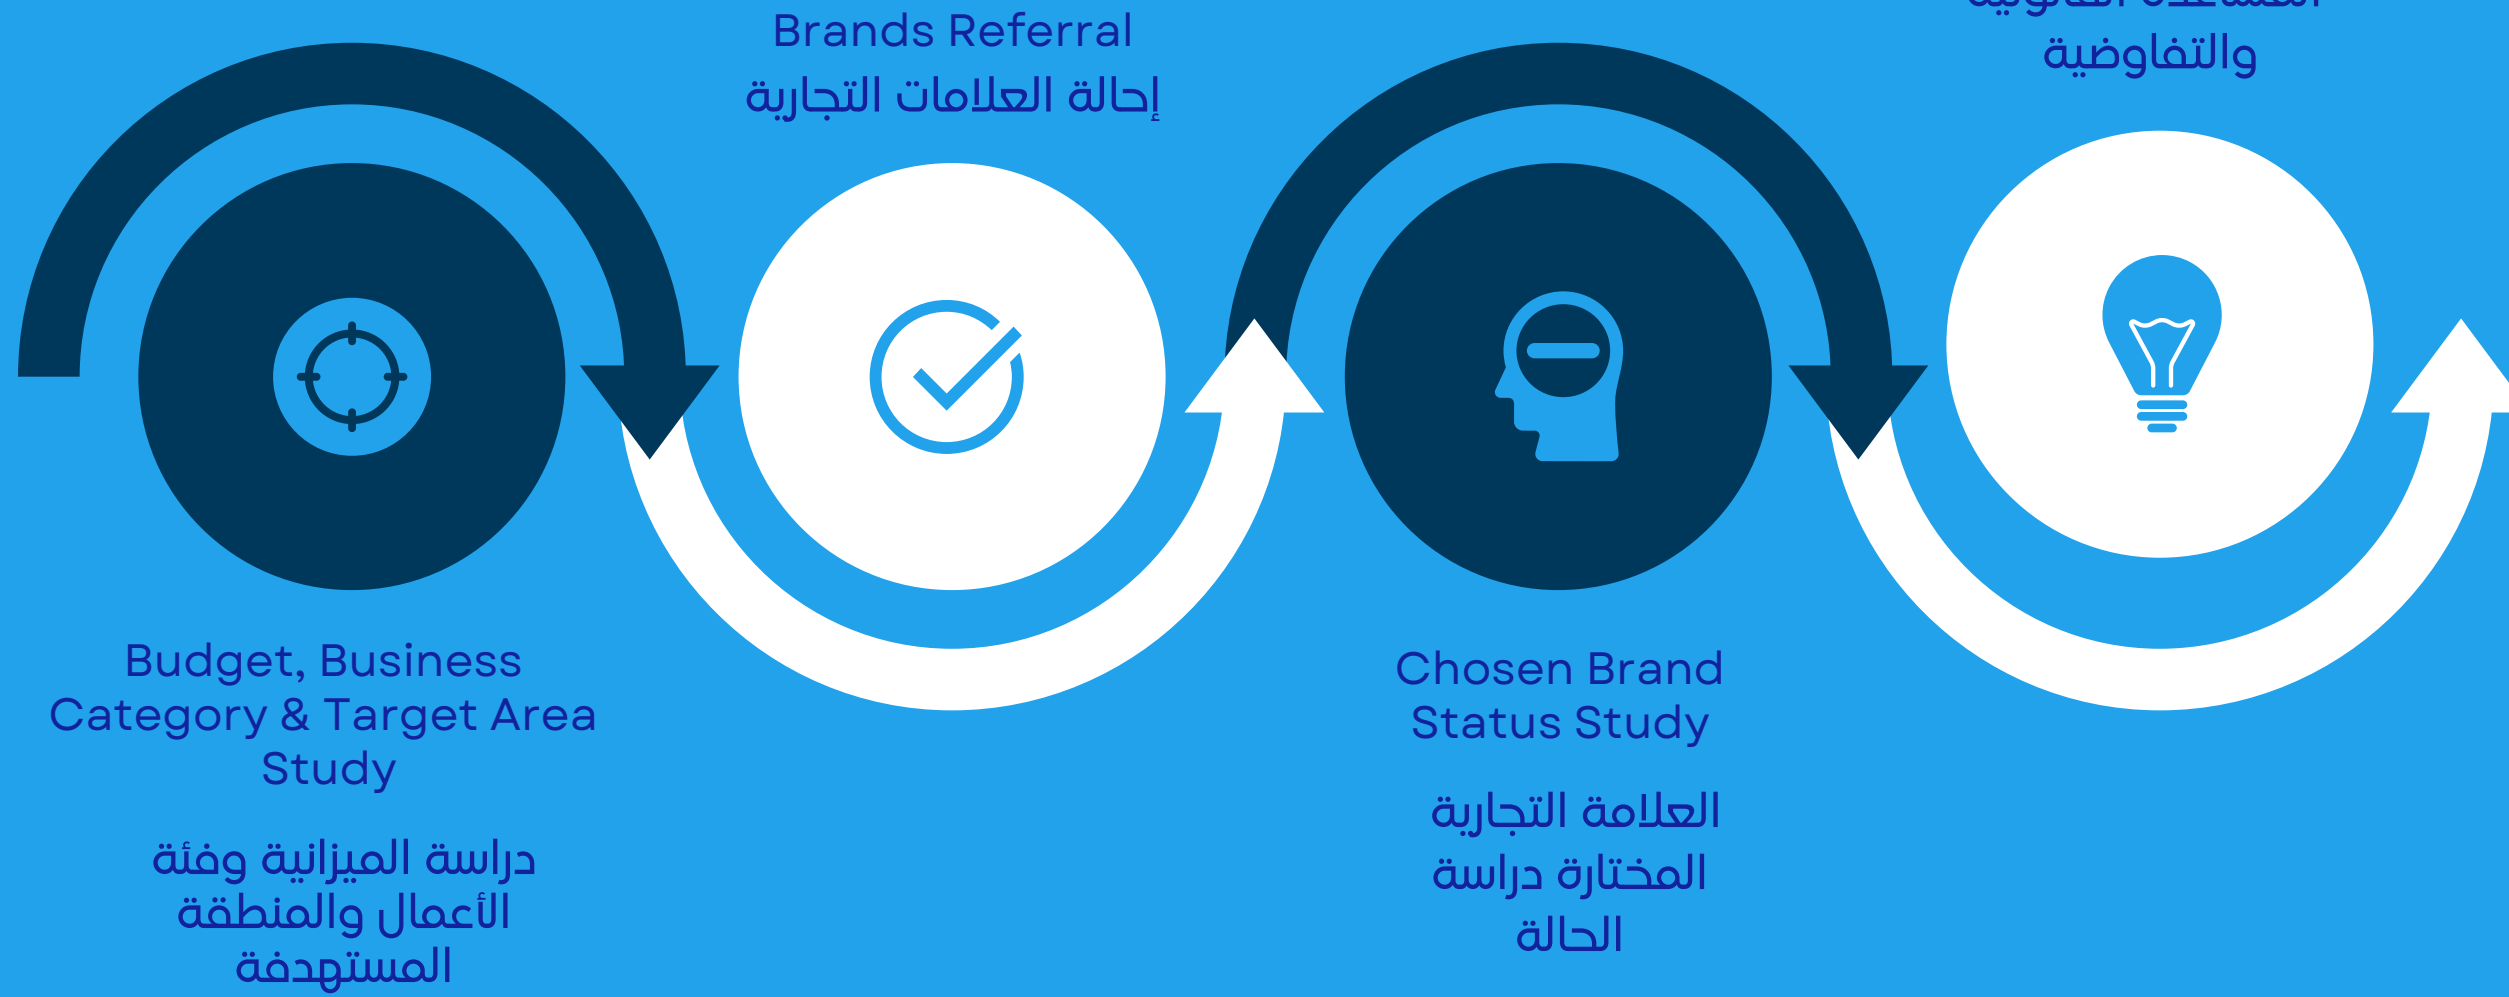 Budget, Business
Category & Target Area
Study
دراسة الميزانية وفئة
الأعمال والمنطقة
المستهدفة
Brands Referral
إحالة العلامات التجارية
Chosen Brand
Status Study
العلامة التجارية
المختارة دراسة
الحالة
والتفاوضية